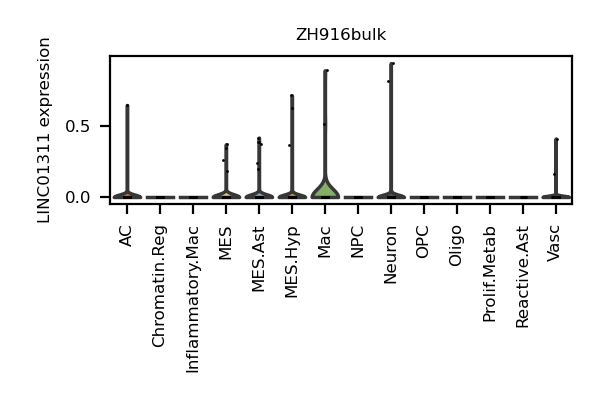 ZH916bulk
LINC01311 expression
0.5
0.0
AC
Chromatin.Reg
Inflammatory.Mac
MES
MES.Ast
MES.Hyp
Mac
NPC
Neuron
OPC
Oligo
Prolif.Metab
Reactive.Ast
Vasc